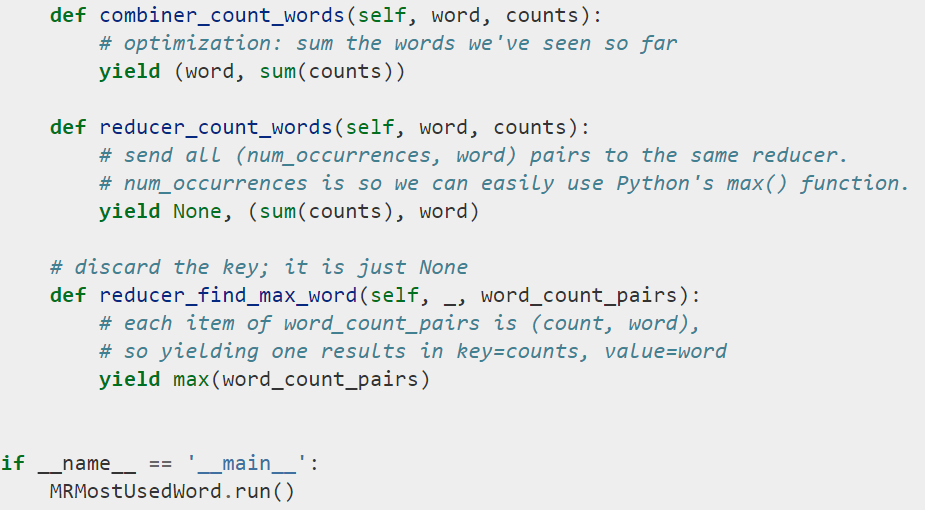 def combiner_count_words(self, word, counts):
# optimization: sum the words we've seen so far
yield (word, sum(counts))
def reducer_count_words(self, word, counts):
# send all (num_occurrences, word) pairs to the same reducer.
# num_occurrences is so we can easily use Python's max() function.
yield None, (sum(counts), word)
# discard the key; it is just None
def reducer_find_max_word(self, _, word_count_pairs):
# each item of word_count_pairs is (count, word),
# so yielding one results in key=counts, value=word
yield max(word_count_pairs)
if __name__ == '__main__':
MRMostUsedWord.run()